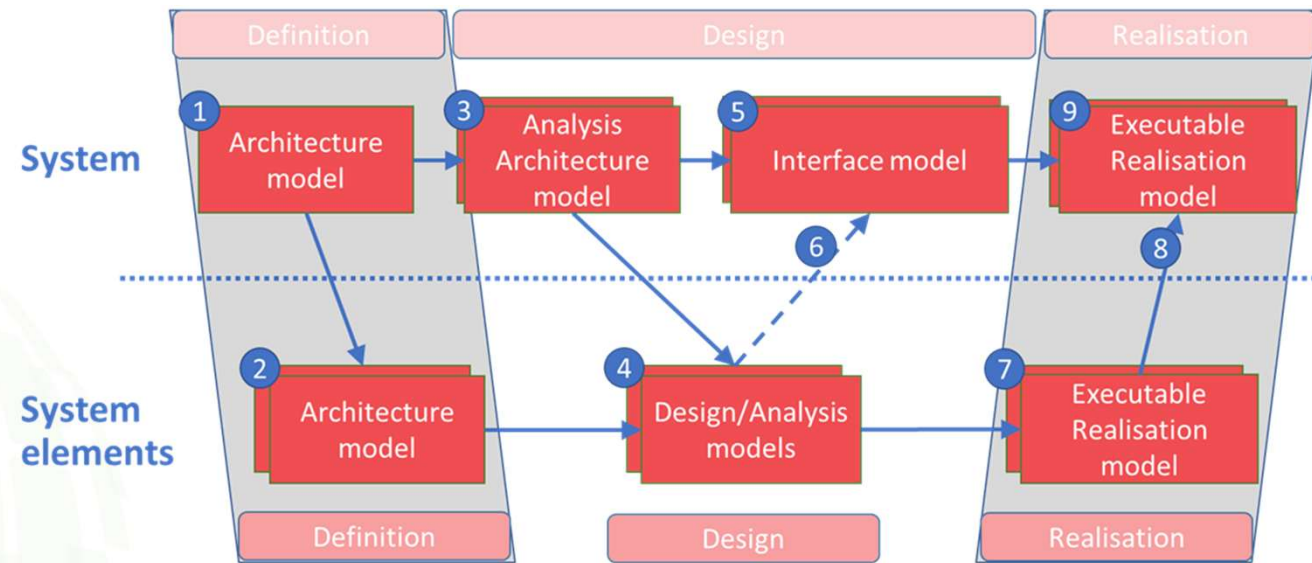 Definition
Design
Realisation
System
1
Architecture
model
3
Analysis
Architecture
model
5
Interface model
9
Executable
Realisation
model
6
8
System
elements
2
Architecture
model
4
Design/Analysis
models
7
Executable
Realisation
model
Definition
Design
Realisation